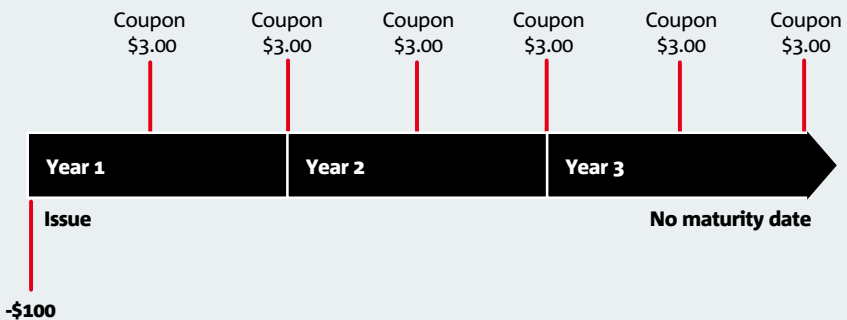 Coupon Coupon Coupon Coupon Coupon Coupon
$3.00 $3.00 $3.00 $3.00 $3.00 $3.00
Year 1 Year 2 Year 3
Issue No maturity date
-$100